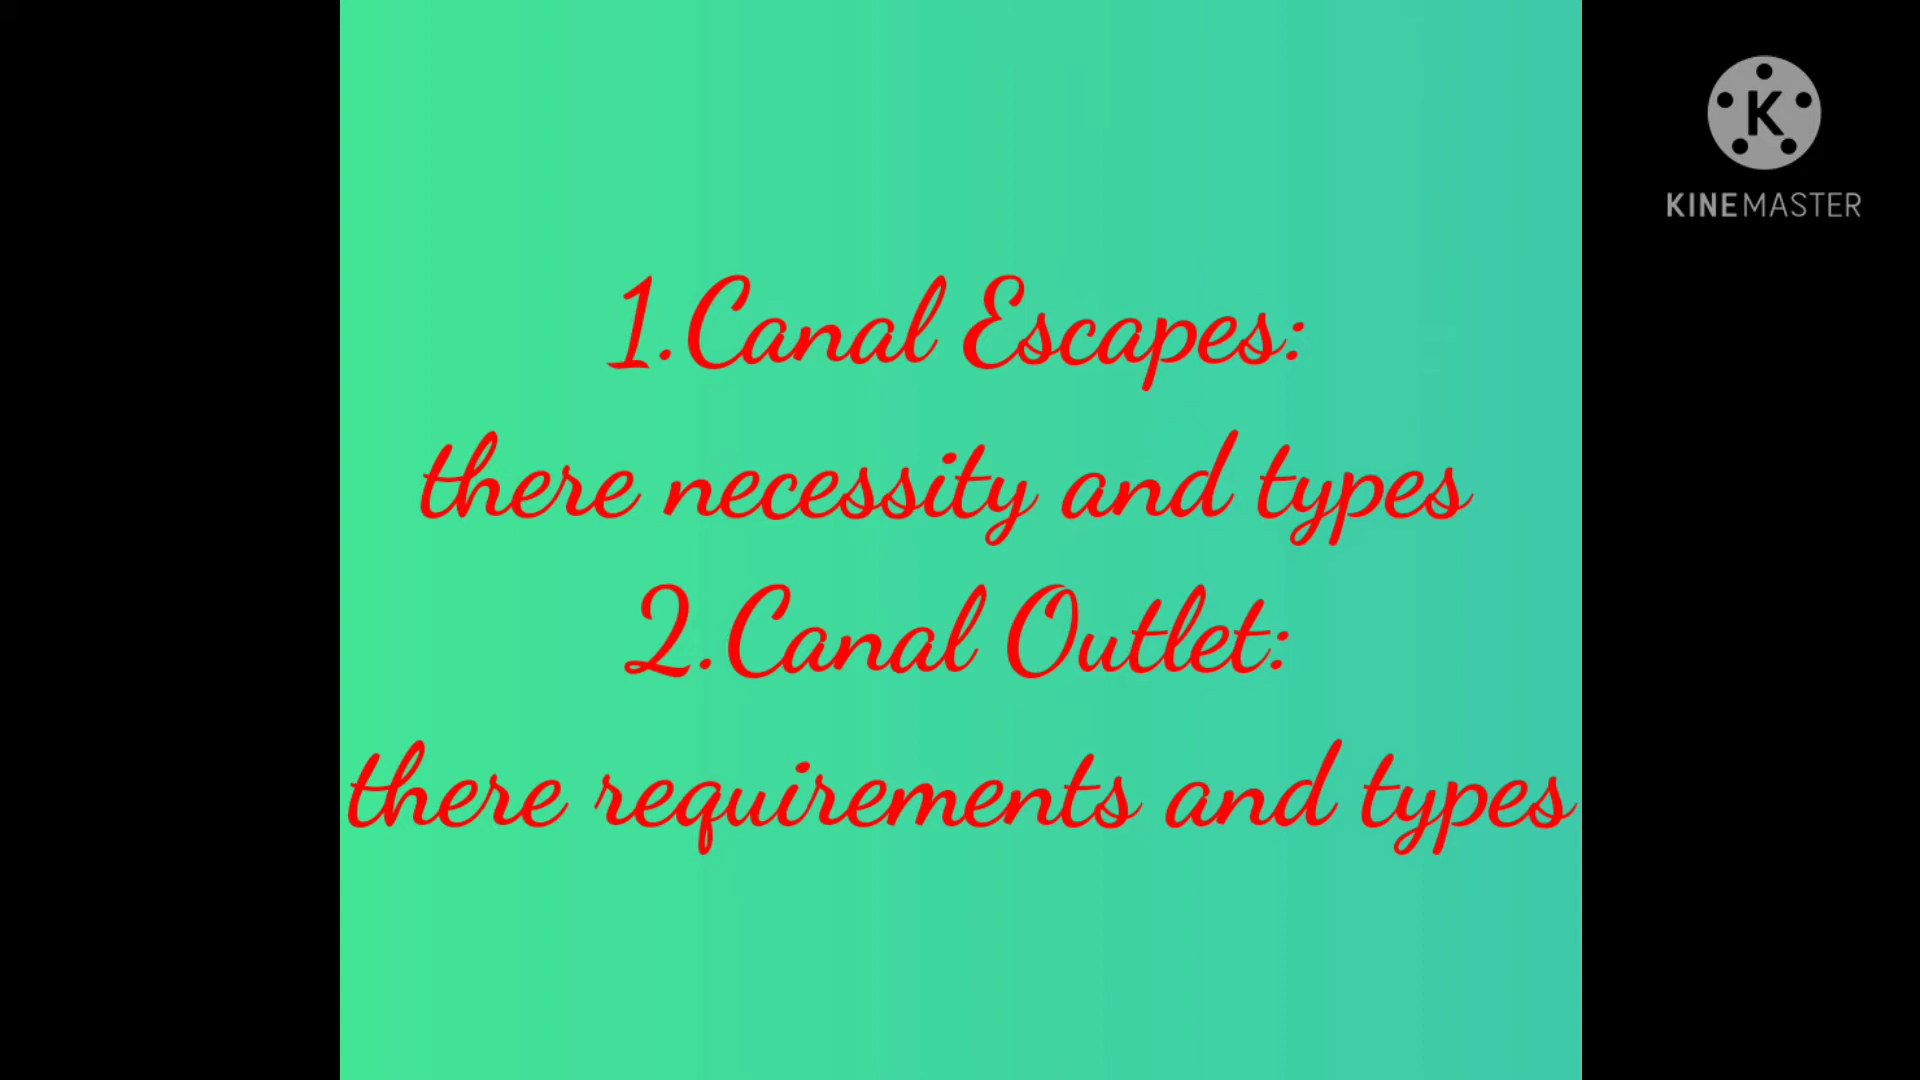 1.Canal Escapes:
there necessity and types
2.Canal Outlet:
there requirements and types
K
KINEMASTER